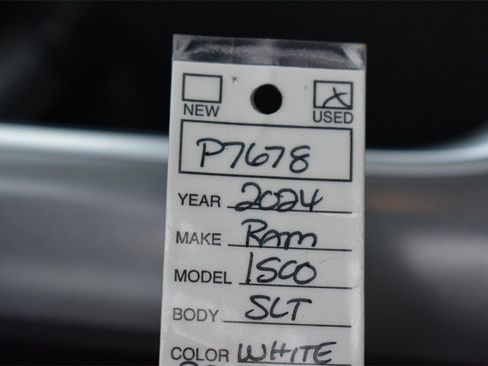 NEW USED
P7678
YEAR 2024
MAKE Ram
MODEL 1500
BODY SLT
COLOR WHITE